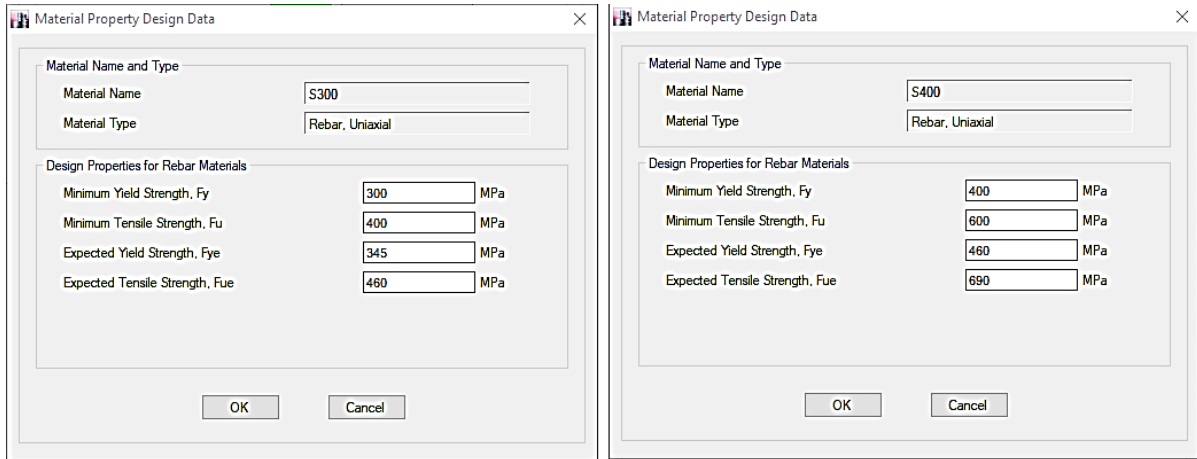 Material Property Design Data
Material Name and Type
Material Name S300
Material Type Rebar, Uniaxial
Design Properties for Rebar Materials
Minimum Yield Strength, Fy 300 MPa
Minimum Tensile Strength, Fu 400 MPa
Expected Yield Strength, Fye 345 MPa
Expected Tensile Strength, Fue 460 MPa
OK Cancel
Material Property Design Data
Material Name and Type
Material Name S400
Material Type Rebar, Uniaxial
Design Properties for Rebar Materials
Minimum Yield Strength, Fy 400 MPa
Minimum Tensile Strength, Fu 600 MPa
Expected Yield Strength, Fye 460 MPa
Expected Tensile Strength, Fue 690 MPa
OK Cancel